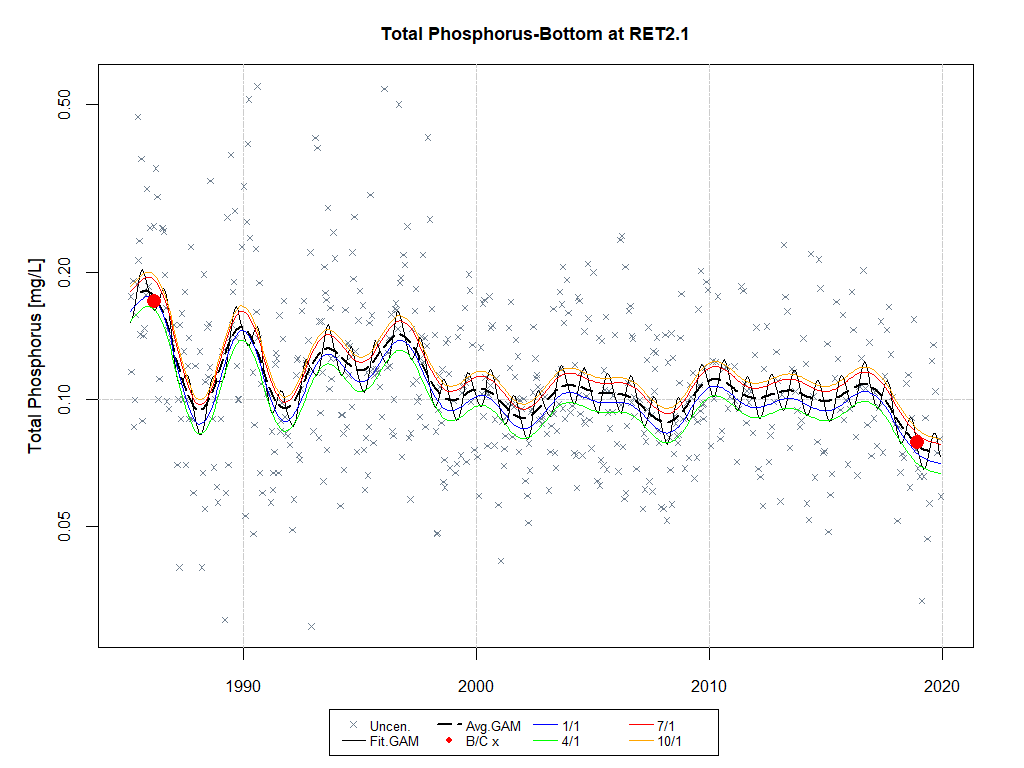 Total Phosphorus-Bottom at RET2.1
Total Phosphorus [mg/L]
0.50
0.20
0.10
0.05
1990 2000 2010 2020
Uncen. Avg.GAM 1/1 7/1
Fit.GAM B/C x 4/1 10/1